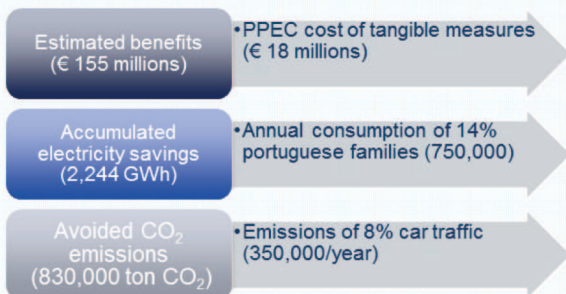 Estimated benefits
(€ 155 millions)
•PPEC cost of tangible measures
(€ 18 millions)
Accumulated
electricity savings
(2,244 GWh)
•Annual consumption of 14%
portuguese families (750,000)
Avoided CO₂
emissions
(830,000 ton CO₂)
•Emissions of 8% car traffic
(350,000/year)